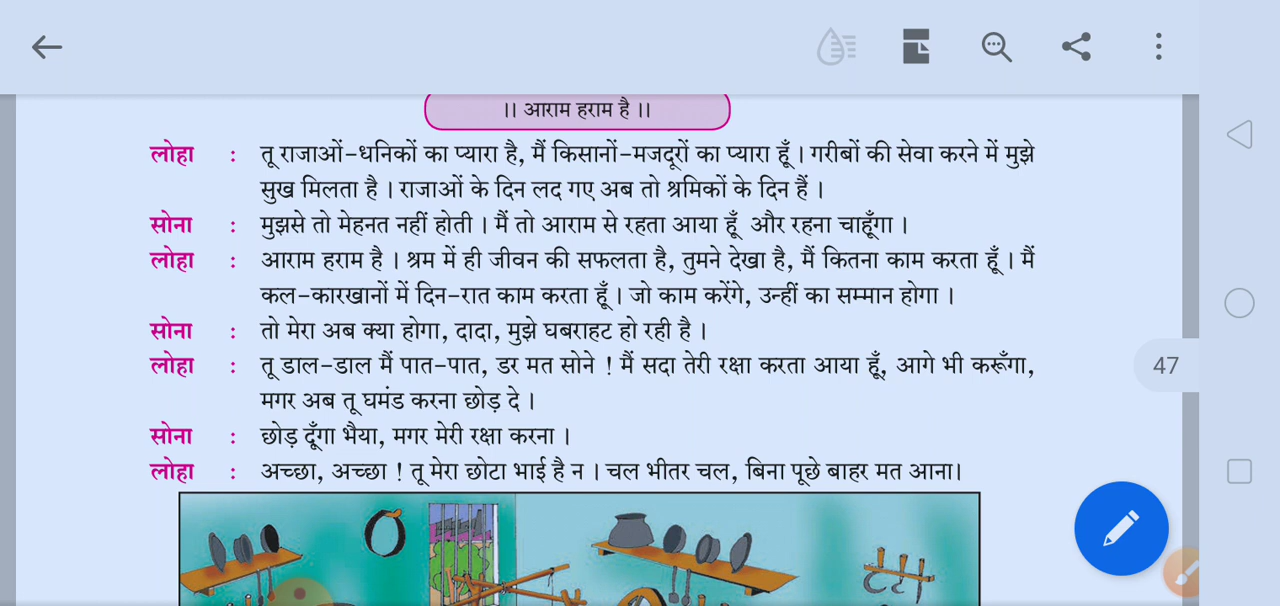 ।। आराम हराम है ।।
लोहा : तू राजाओं-धनिकों का प्यारा है, मैं किसानों-मजदूरों का प्यारा हूँ । गरीबों की सेवा करने में मुझे
सुख मिलता है । राजाओं के दिन लद गए अब तो श्रमिकों के दिन हैं ।
सोना : मुझसे तो मेहनत नहीं होती । मैं तो आराम से रहता आया हूँ और रहना चाहूँगा ।
लोहा : आराम हराम है । श्रम में ही जीवन की सफलता है, तुमने देखा है, मैं कितना काम करता हूँ । मैं
कल-कारखानों में दिन-रात काम करता हूँ । जो काम करेंगे, उन्हीं का सम्मान होगा ।
सोना : तो मेरा अब क्या होगा, दादा, मुझे घबराहट हो रही है ।
लोहा : तू डाल-डाल मैं पात-पात, डर मत सोने ! मैं सदा तेरी रक्षा करता आया हूँ, आगे भी करूँगा,
मगर अब तू घमंड करना छोड़ दे ।
सोना : छोड़ दूँगा भैया, मगर मेरी रक्षा करना ।
लोहा : अच्छा, अच्छा ! तू मेरा छोटा भाई है न । चल भीतर चल, बिना पूछे बाहर मत आना।
47